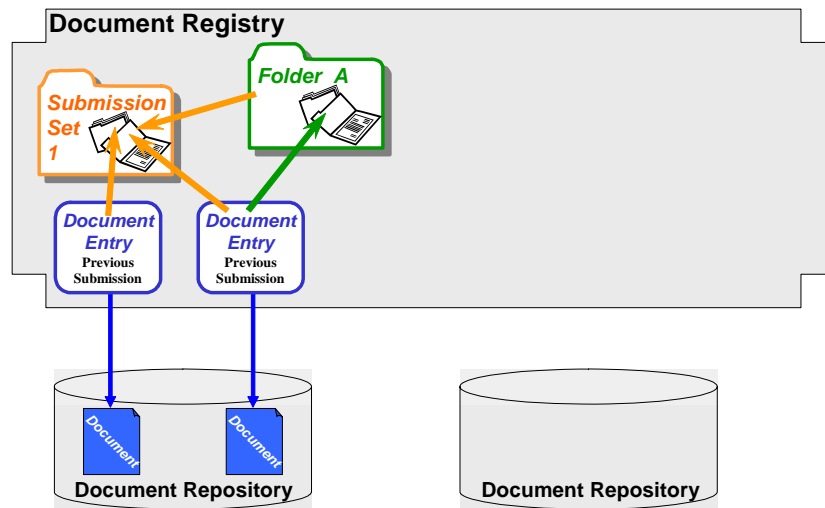 Document Registry
Folder A
Submission
Set
1
Document
Entry
Previous
Submission
Document
Entry
Previous
Submission
Document
Document
Document Repository
Document Repository